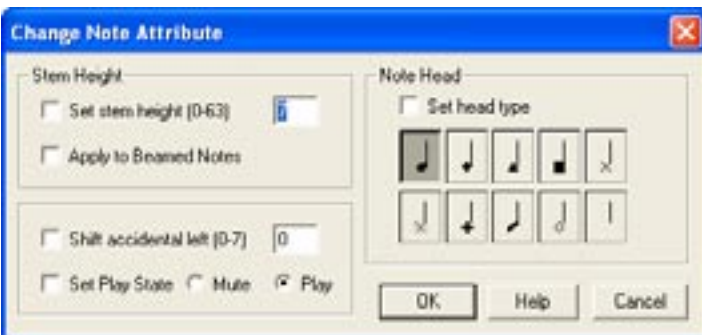 Change Note Attribute
Stem Height
Set stem height (0-63) 7
Apply to Beamed Notes
Shift accidental left (0-7) 0
Set Play State Mute Play
Note Head
Set head type
OK Help Cancel